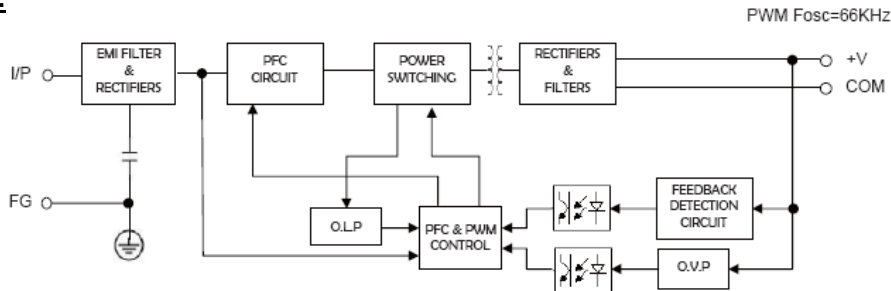 PWM Fosc=66KHz
I/P
EMI FILTER
&
RECTIFIERS
PFC
CIRCUIT
POWER
SWITCHING
RECTIFIERS
&
FILTERS
+V
COM
FG
O.L.P
PFC & PWM
CONTROL
FEEDBACK
DETECTION
CIRCUIT
O.V.P